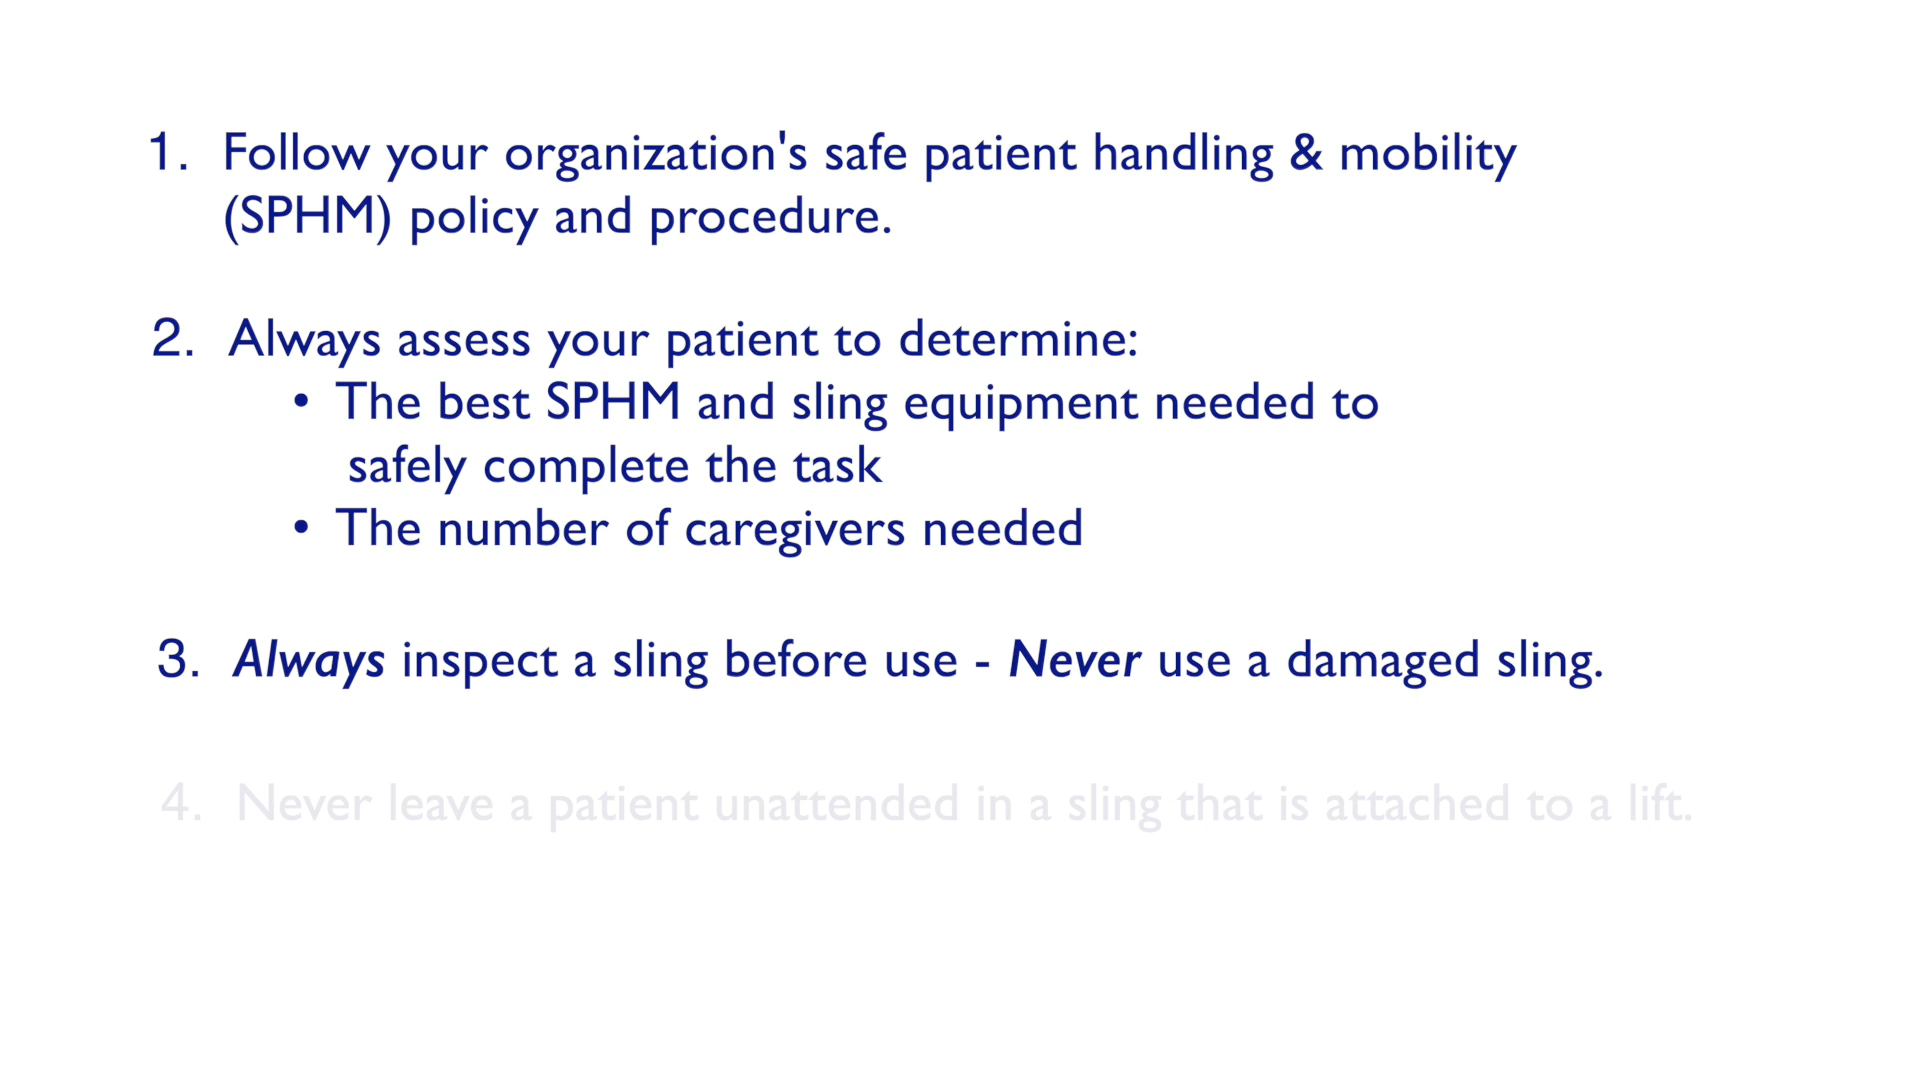 1. Follow your organization's safe patient handling & mobility
(SPHM) policy and procedure.
2. Always assess your patient to determine:
• The best SPHM and sling equipment needed to
safely complete the task
• The number of caregivers needed
3. Always inspect a sling before use - Never use a damaged sling.
4. Never leave a patient unattended in a sling that is attached to a lift.